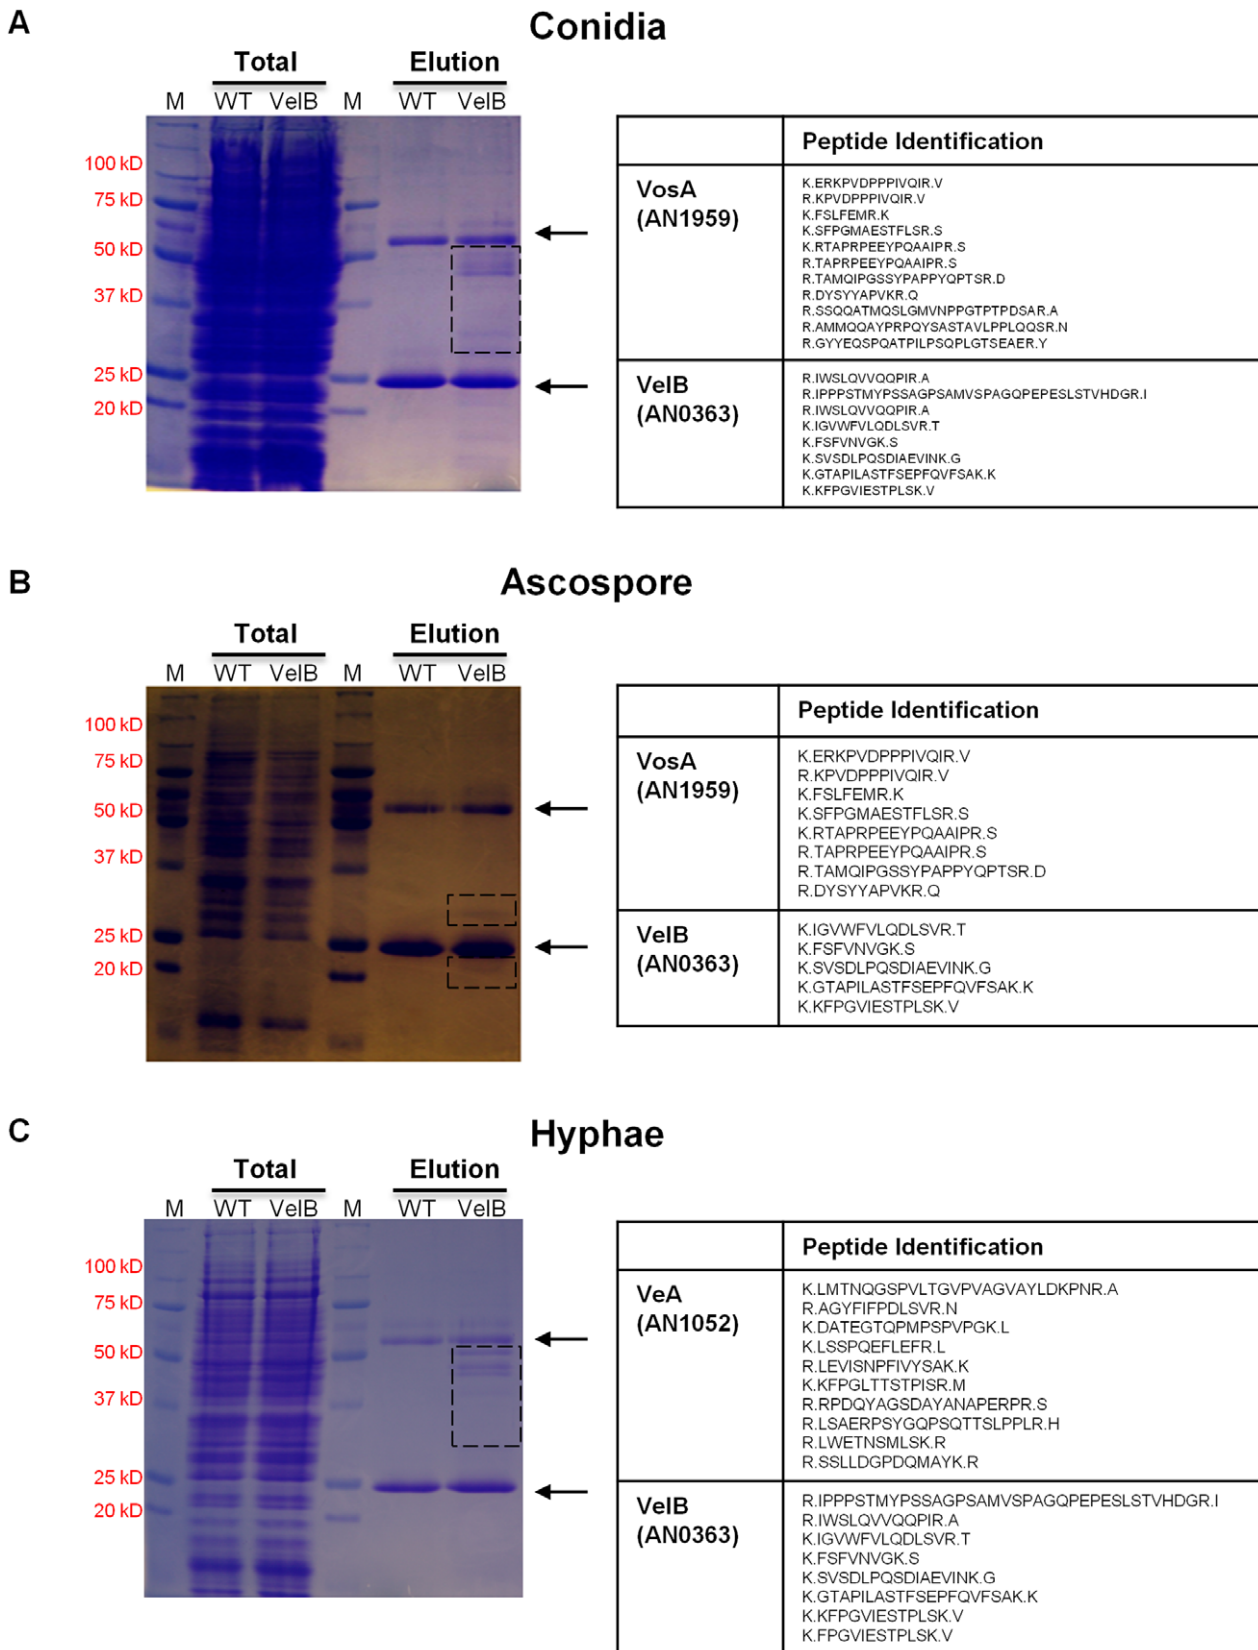 A
Conidia
Total
Elution
M
WT
VelB
M
WT
VelB
100 kD
75 kD
50 kD
37 kD
25 kD
20 kD
Peptide Identification
VosA
(AN1959)
K.ERKPVDPPPIVQIR.V
R.KPVDPPPIVQIR.V
K.FSLFEMR.K
K.SFPGMAESTFLSR.S
K.RTAPRPEEYPQAAIPR.S
R.TAPRPEEYPQAAIPR.S
R.TAMQIPGSSYPAPPYQPTSR.D
R.DYSYYAPVKR.Q
R.SSQQATMQSLGMVNPPGTPTPDSAR.A
R.AMMQQAYPRPQYSASTAVLPPLQQSR.N
R.GYYEQSPQATPILPSQPLGTSEAER.Y
VelB
(AN0363)
R.IWSLQVVQQPIR.A
R.IPPPSTMYPSSAGPSAMVSPAGQPEPESLSTVHDGR.I
R.IWSLQVVQQPIR.A
K.IGVWFVLQDLSVR.T
K.FSFVNVGK.S
K.SVSDLPQSDIAEVINK.G
K.GTAPILASTFSEPFQVFSAK.K
K.KFPGVIESTPLSK.V
B
Ascospore
Total
Elution
M
WT
VelB
M
WT
VelB
100 kD
75 kD
50 kD
37 kD
25 kD
20 kD
Peptide Identification
VosA
(AN1959)
K.ERKPVDPPPIVQIR.V
R.KPVDPPPIVQIR.V
K.FSLFEMR.K
K.SFPGMAESTFLSR.S
K.RTAPRPEEYPQAAIPR.S
R.TAPRPEEYPQAAIPR.S
R.TAMQIPGSSYPAPPYQPTSR.D
R.DYSYYAPVKR.Q
VelB
(AN0363)
K.IGVWFVLQDLSVR.T
K.FSFVNVGK.S
K.SVSDLPQSDIAEVINK.G
K.GTAPILASTFSEPFQVFSAK.K
K.KFPGVIESTPLSK.V
C
Hyphae
Total
Elution
M
WT
VelB
M
WT
VelB
100 kD
75 kD
50 kD
37 kD
25 kD
20 kD
Peptide Identification
VeA
(AN1052)
K.LMTNQGSPVLTGVPVAGVAYLDKPNR.A
R.AGYFIFPDLSVR.N
K.DATEGTQPMPSPVPGK.L
K.LSSPQEFLEFR.L
R.LEVISNPFIVYSAK.K
K.KFPGLTTSTPISR.M
R.RPDQYAGSDAYANAPERPR.S
R.LSAERPSYGQPSQTTSLPPLR.H
R.LWETNSMLSK.R
R.SSLLDGPDQMAYK.R
VelB
(AN0363)
R.IPPPSTMYPSSAGPSAMVSPAGQPEPESLSTVHDGR.I
R.IWSLQVVQQPIR.A
K.IGVWFVLQDLSVR.T
K.FSFVNVGK.S
K.SVSDLPQSDIAEVINK.G
K.GTAPILASTFSEPFQVFSAK.K
K.KFPGVIESTPLSK.V
K.FPGVIESTPLSK.V